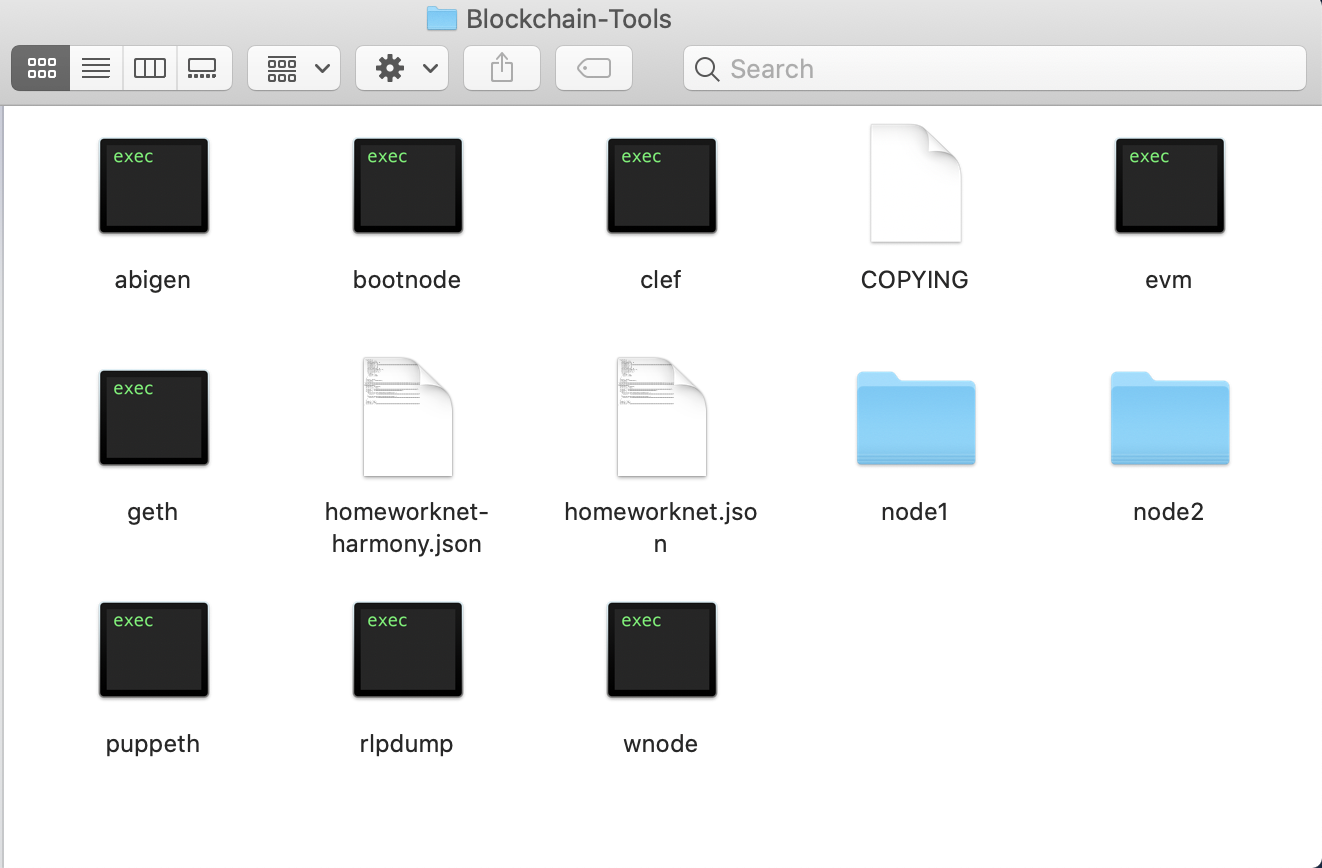 Blockchain-Tools
Search
exec
exec
exec
exec
abigen
bootnode
clef
COPYING
evm
exec
geth
homeworknet-
harmony.json
homeworknet.jso
n
node1
node2
exec
exec
exec
puppeth
rlpdump
wnode